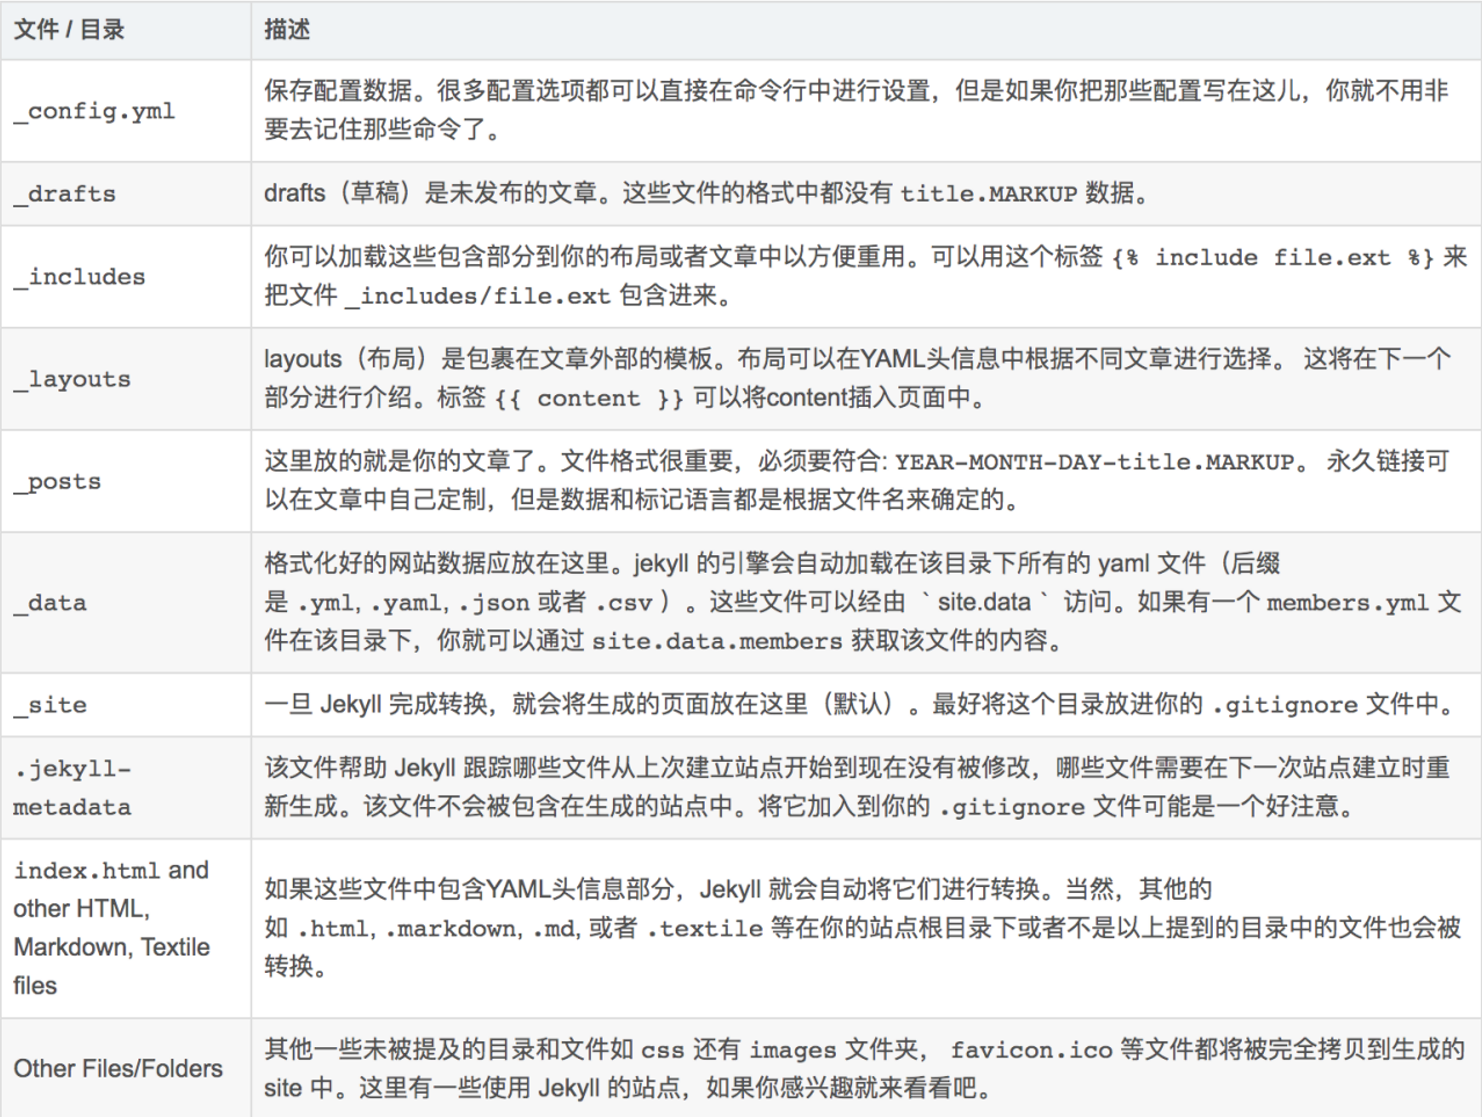 文件 / 目录
描述
_config.yml
保存配置数据。很多配置选项都可以直接在命令行中进行设置，但是如果你把那些配置写在这儿，你就不用非
要去记住那些命令了。
_drafts
drafts（草稿）是未发布的文章。这些文件的格式中都没有 title.MARKUP 数据。
_includes
你可以加载这些包含部分到你的布局或者文章中以方便重用。可以用这个标签 {% include file.ext %} 来
把文件 _includes/file.ext 包含进来。
_layouts
layouts（布局）是包裹在文章外部的模板。布局可以在YAML头信息中根据不同文章进行选择。 这将在下一个
部分进行介绍。标签 {{ content }} 可以将content插入页面中。
_posts
这里放的就是你的文章了。文件格式很重要，必须要符合: YEAR-MONTH-DAY-title.MARKUP。 永久链接可
以在文章中自己定制，但是数据和标记语言都是根据文件名来确定的。
_data
格式化好的网站数据应放在这里。jekyll 的引擎会自动加载在该目录下所有的 yaml 文件（后缀
是 .yml, .yaml, .json 或者 .csv ）。这些文件可以经由 ｀site.data｀ 访问。如果有一个 members.yml 文
件在该目录下，你就可以通过 site.data.members 获取该文件的内容。
_site
一旦 Jekyll 完成转换，就会将生成的页面放在这里（默认）。最好将这个目录放进你的 .gitignore 文件中。
.jekyll-
metadata
该文件帮助 Jekyll 跟踪哪些文件从上次建立站点开始到现在没有被修改，哪些文件需要在下一次站点建立时重
新生成。该文件不会被包含在生成的站点中。将它加入到你的 .gitignore 文件可能是一个好注意。
index.html and
other HTML,
Markdown, Textile
files
如果这些文件中包含YAML头信息部分，Jekyll 就会自动将它们进行转换。当然，其他的
如 .html, .markdown, .md, 或者 .textile 等在你的站点根目录下或者不是以上提到的目录中的文件也会被
转换。
Other Files/Folders
其他一些未被提及的目录和文件如 css 还有 images 文件夹， favicon.ico 等文件都将被完全拷贝到生成的
site 中。这里有一些使用 Jekyll 的站点，如果你感兴趣就来看看吧。